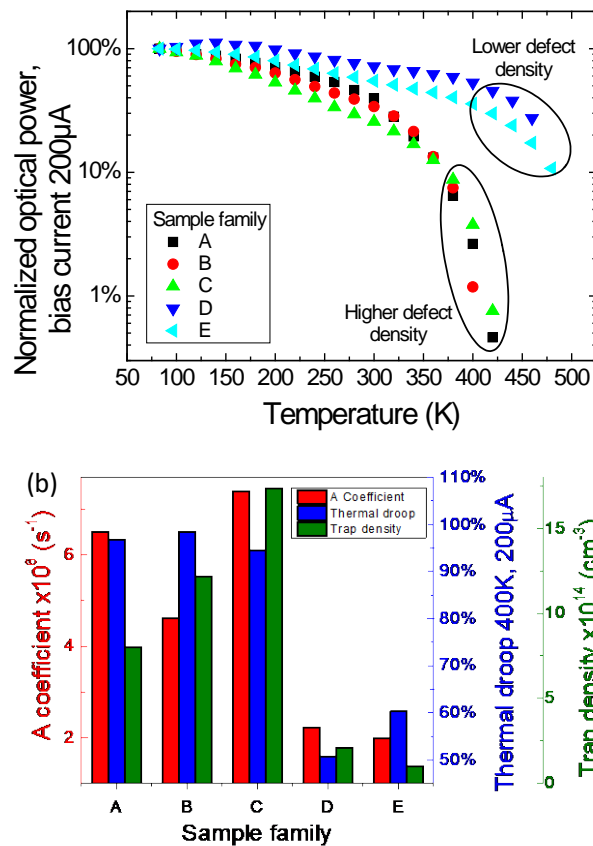 Normalized optical power,
bias current 200µA
100%
10%
1%
Lower defect
density
Sample family
A
B
C
D
E
Higher defect
density
50 100 150 200 250 300 350 400 450 500
Temperature (K)
(b)
A coefficient x10⁸ (s⁻¹)
6
4
2
A Coefficient
Thermal droop
Trap density
110%
100%
90%
80%
70%
60%
50%
Thermal droop 400K, 200µA
15
10
5
0
Trap density x10¹⁴ (cm⁻³)
A B C D E
Sample family